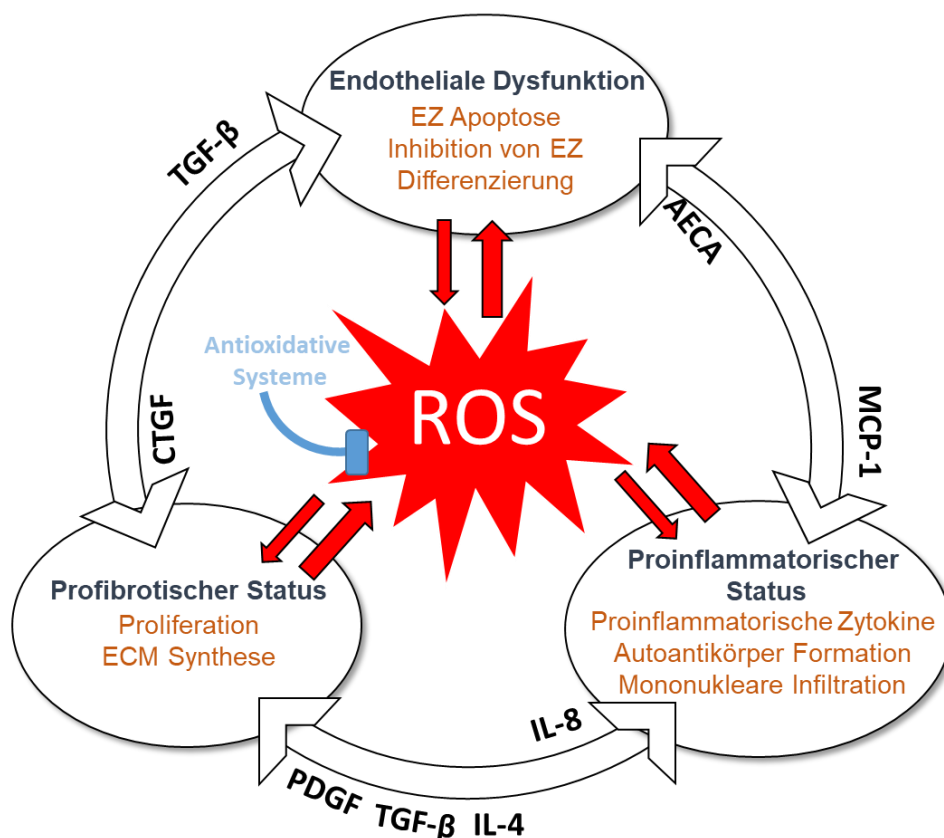 Endotheliale Dysfunktion
EZ Apoptose
Inhibition von EZ
Differenzierung
TGF-β
AECA
Antioxidative
Systeme
ROS
CTGF
MCP-1
Profibrotischer Status
Proliferation
ECM Synthese
Proinflammatorischer
Status
Proinflammatorische Zytokine
Autoantikörper Formation
Mononukleare Infiltration
IL-8
PDGF TGF-β IL-4